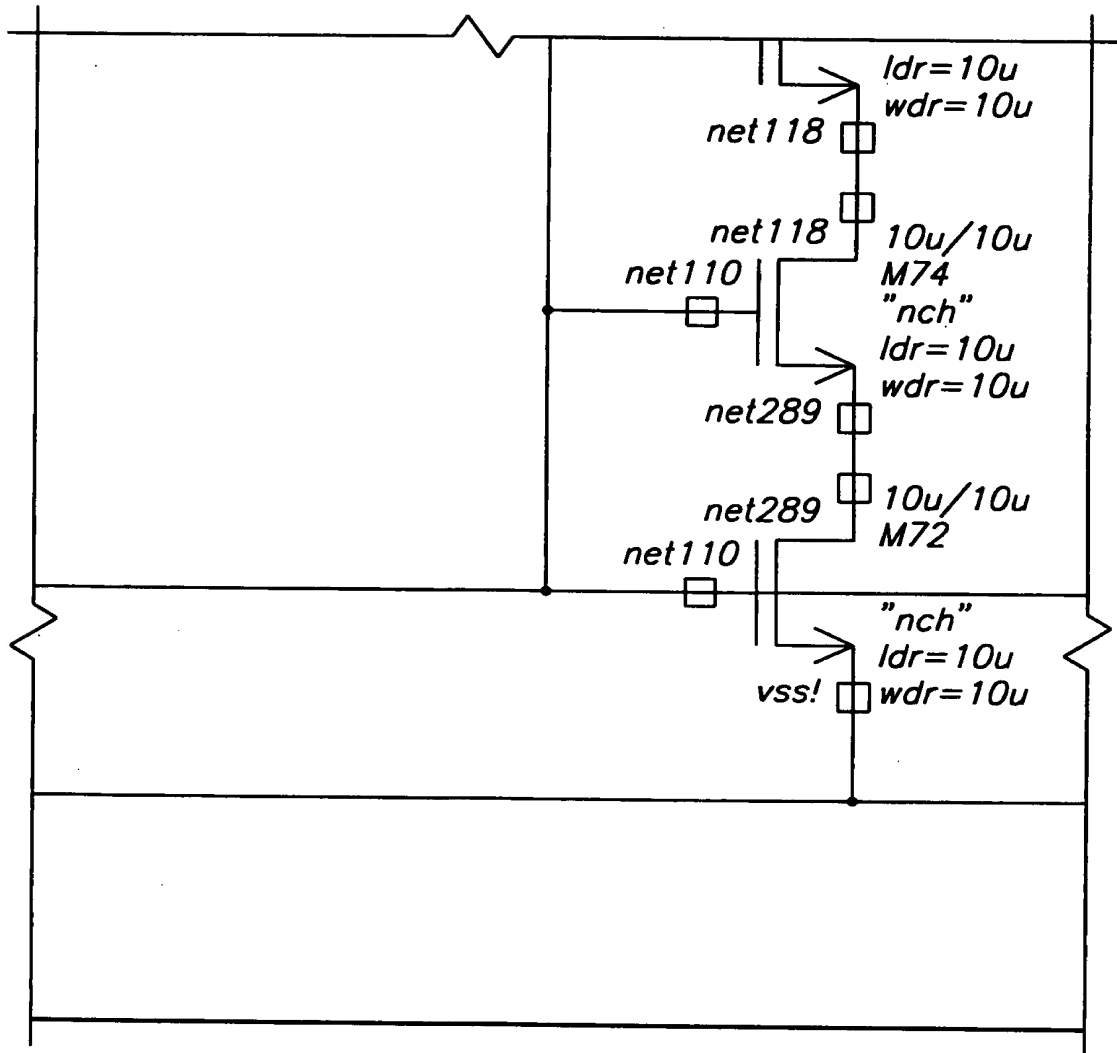 ldr=10u
wdr=10u
net118
net118
10u/10u
M74
net110
"nch"
ldr=10u
wdr=10u
net289
10u/10u
net289
M72
net110
"nch"
ldr=10u
vss!
wdr=10u